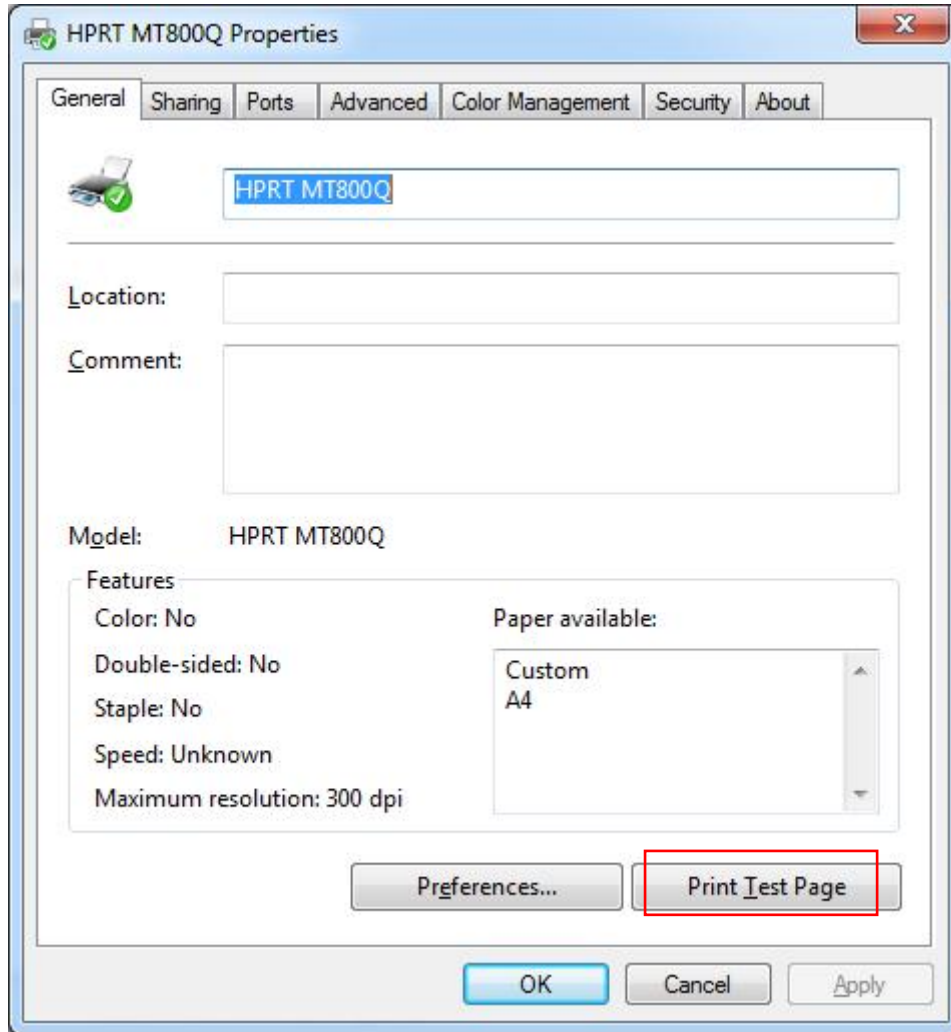 HPRT MT800Q Properties
General Sharing Ports Advanced Color Management Security About
HPRT MT800Q
Location:
Comment:
Model: HPRT MT800Q
Features
Color: No
Paper available:
Double-sided: No
Custom
Staple: No
A4
Speed: Unknown
Maximum resolution: 300 dpi
Preferences... Print Test Page
OK Cancel Apply